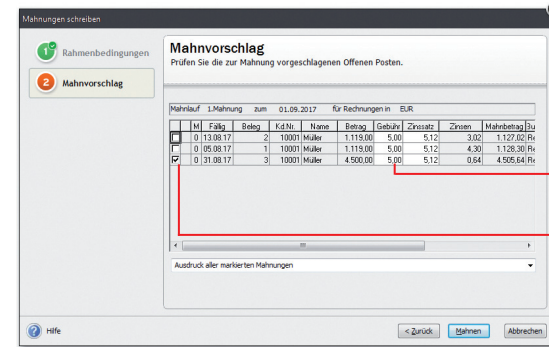 Mahnungen schreiben
1 Rahmenbedingungen
2 Mahnvorschlag
Mahnvorschlag
Prüfen Sie die zur Mahnung vorgeschlagenen Offenen Posten.
Mahnlauf 1.Mahnung zum 01.09.2017 für Rechnungen in EUR
M Fällig Beleg Kd.Nr. Name Betrag Gebühr Zinssatz Zinsen Mahnbetrag Bu
0 13.08.17 2 10001 Müller 1.119,00 5,00 5,12 3,02 1.127,02 Re
0 05.08.17 1 10001 Müller 1.119,00 5,00 5,12 4,30 1.128,30 Re
0 31.08.17 3 10001 Müller 4.500,00 5,00 5,12 0,64 4.505,64 Re
Ausdruck aller markierten Mahnungen
? Hilfe
< Zurück Mahnen Abbrechen